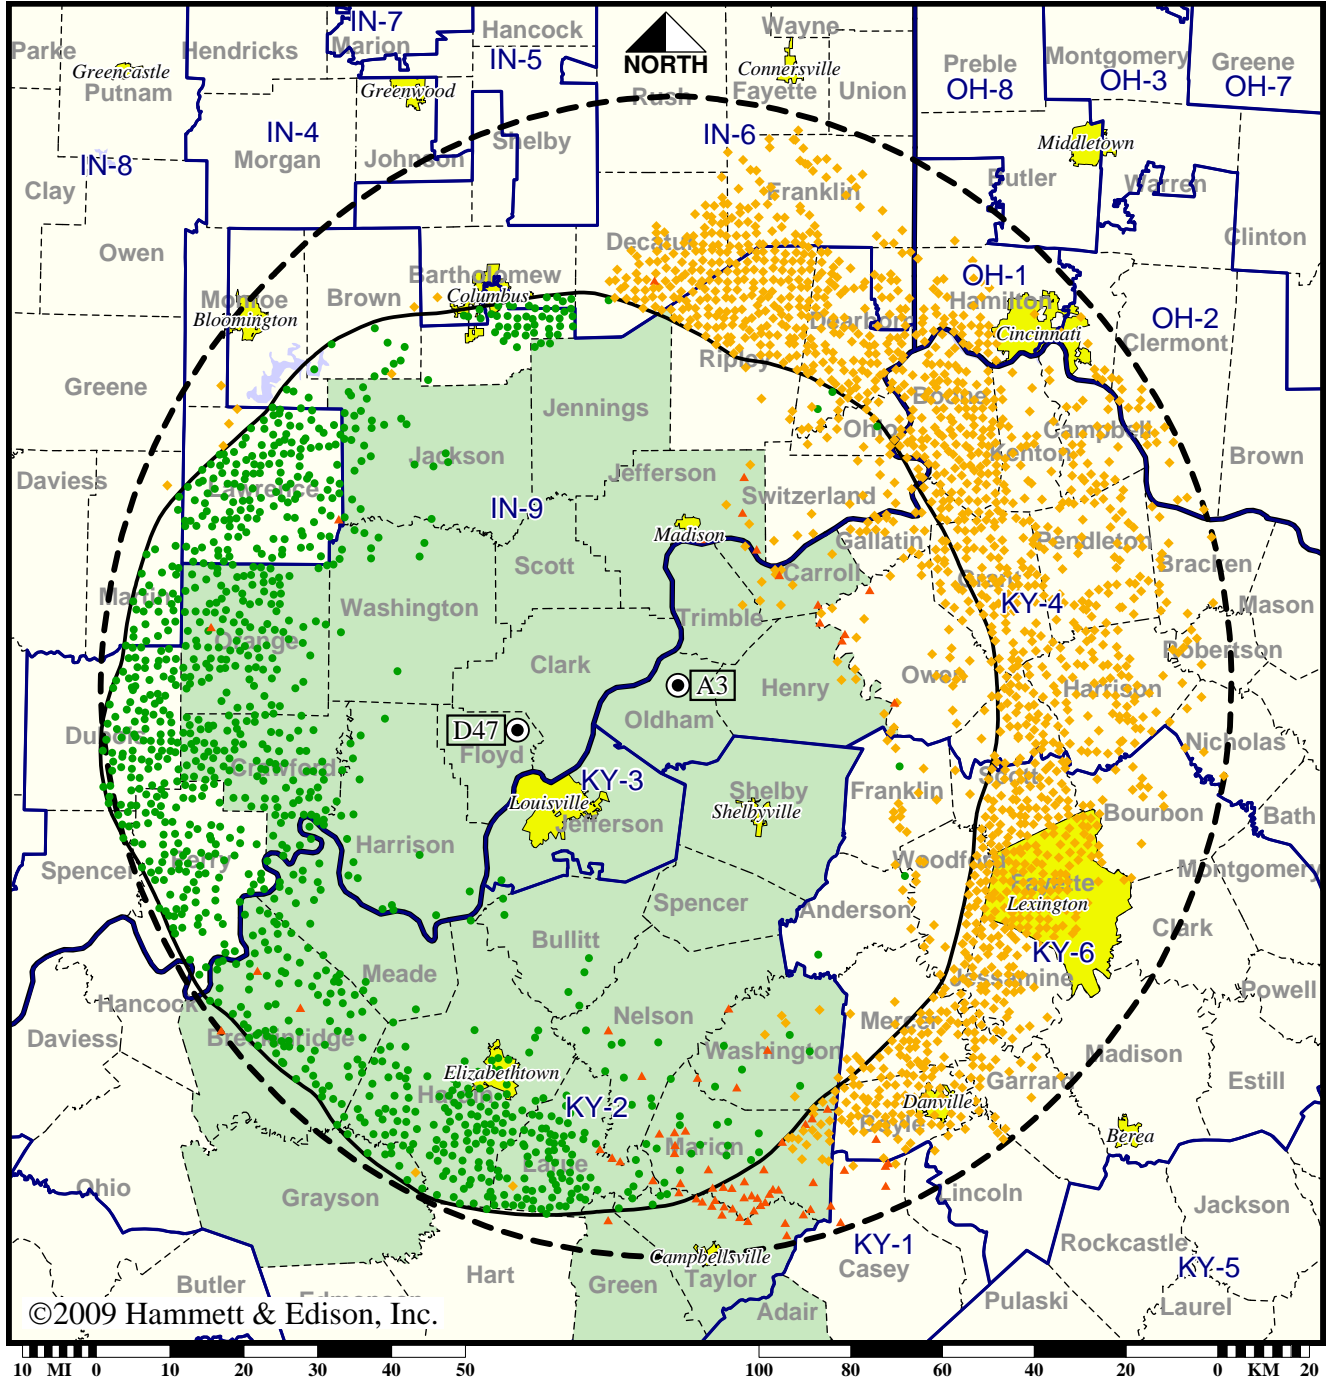 IN-7
Wayne
Hancock
Parke
Hendricks
Marion
NORTH
IN-5
Preble
Montgomery
Greene
Greencastle
Connersville
OH-8
OH-3
OH-7
Putnam
Greenwood
Rush
Fayette
Union
IN-4
IN-6
Shelby
Middletown
IN-8
Morgan
Johnson
Butler
Warren
Clay
Franklin
Owen
Decatur
Clinton
Bartholomew
OH-1
Monroe
Brown
Columbus
Hamilton
Bloomington
Dearborn
Cincinnati
OH-2
Clermont
Ripley
Greene
Boone
Jennings
Ohio
Campbell
Jackson
Kenton
Brown
Daviess
Jefferson
Lawrence
IN-9
Switzerland
Madison
Gallatin
Pendleton
Scott
Carroll
Grant
Bracken
Martin
Washington
Trimble
KY-4
Mason
Orange
Robertson
Clark
A3
Henry
Owen
Harrison
Oldham
Dubois
D47
Floyd
Nicholas
Crawford
KY-3
Scott
Louisville
Shelby
Franklin
Shelbyville
Bourbon
Bath
Jefferson
Harrison
Perry
Woodford
Spencer
Montgomery
Fayette
Spencer
Anderson
Lexington
Bullitt
Clark
KY-6
Meade
Jessamine
Hancock
Powell
Nelson
Mercer
Daviess
Breckinridge
Washington
Madison
Elizabethtown
Garrard
Estill
Hardin
KY-2
Danville
Boyle
Berea
Marion
Larue
Ohio
Grayson
Lincoln
Jackson
KY-1
Rockcastle
Campbellsville
Casey
KY-5
Butler
Hart
Green
Taylor
Pulaski
Laurel
Edmonson
Adair
©2009 Hammett & Edison, Inc.
10 MI 0 10 20 30 40 50 100 80 60 40 20 0 KM 20